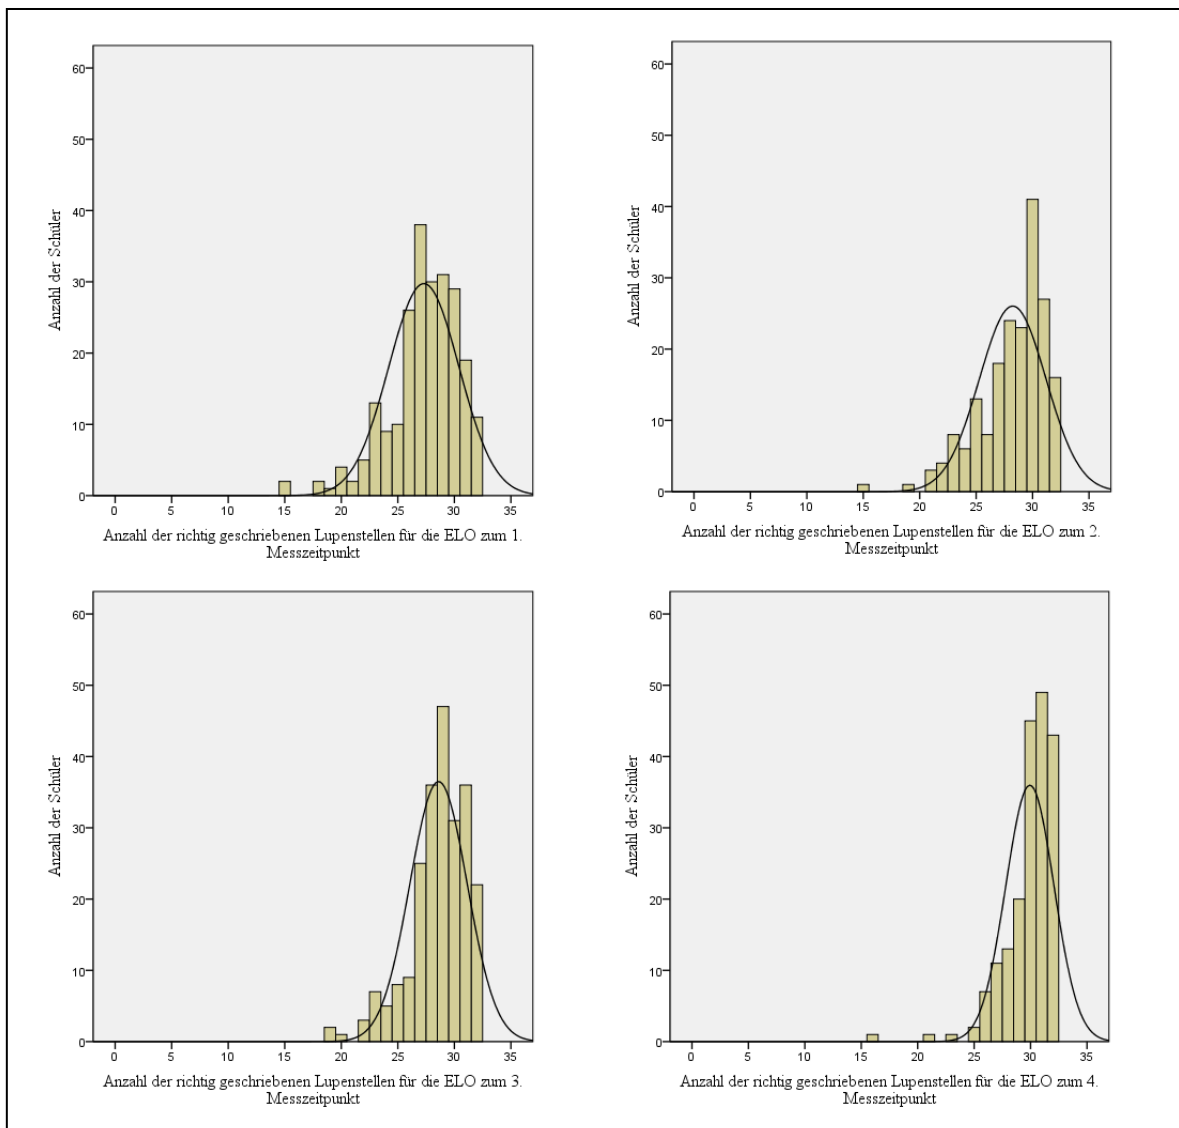 60
50
40
30
20
10
0
Anzahl der Schüler
0 5 10 15 20 25 30 35
Anzahl der richtig geschriebenen Lupenstellen für die ELO zum 1.
Messzeitpunkt
60
50
40
30
20
10
0
Anzahl der Schüler
0 5 10 15 20 25 30 35
Anzahl der richtig geschriebenen Lupenstellen für die ELO zum 2.
Messzeitpunkt
60
50
40
30
20
10
0
Anzahl der Schüler
0 5 10 15 20 25 30 35
Anzahl der richtig geschriebenen Lupenstellen für die ELO zum 3.
Messzeitpunkt
60
50
40
30
20
10
0
Anzahl der Schüler
0 5 10 15 20 25 30 35
Anzahl der richtig geschriebenen Lupenstellen für die ELO zum 4.
Messzeitpunkt